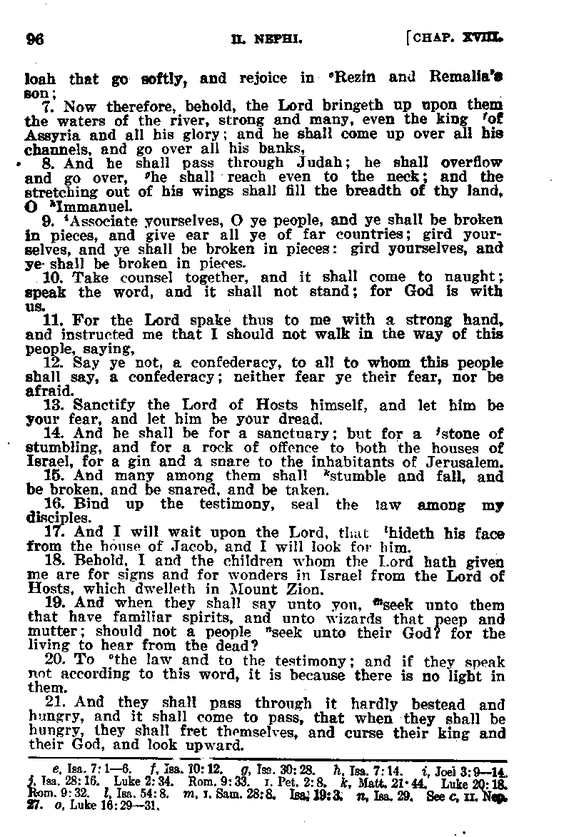 96 II. NEPHI. [CHAP. XVIII.
loah that go softly, and rejoice in ᵉRezin and Remalia's
son;
7. Now therefore, behold, the Lord bringeth up upon them
the waters of the river, strong and many, even the king ᶠof
Assyria and all his glory; and he shall come up over all his
channels, and go over all his banks,
8. And he shall pass through Judah; he shall overflow
and go over, ᵍhe shall reach even to the neck; and the
stretching out of his wings shall fill the breadth of thy land,
O ʰImmanuel.
9. ⁱAssociate yourselves, O ye people, and ye shall be broken
in pieces, and give ear all ye of far countries; gird your-
selves, and ye shall be broken in pieces: gird yourselves, and
ye shall be broken in pieces.
10. Take counsel together, and it shall come to naught;
speak the word, and it shall not stand; for God is with
us.
11. For the Lord spake thus to me with a strong hand,
and instructed me that I should not walk in the way of this
people, saying,
12. Say ye not, a confederacy, to all to whom this people
shall say, a confederacy; neither fear ye their fear, nor be
afraid.
13. Sanctify the Lord of Hosts himself, and let him be
your fear, and let him be your dread.
14. And he shall be for a sanctuary; but for a ʲstone of
stumbling, and for a rock of offence to both the houses of
Israel, for a gin and a snare to the inhabitants of Jerusalem.
15. And many among them shall ᵏstumble and fall, and
be broken, and be snared, and be taken.
16. Bind up the testimony, seal the law among my
disciples.
17. And I will wait upon the Lord, that ˡhideth his face
from the house of Jacob, and I will look for him.
18. Behold, I and the children whom the Lord hath given
me are for signs and for wonders in Israel from the Lord of
Hosts, which dwelleth in Mount Zion.
19. And when they shall say unto you, ᵐseek unto them
that have familiar spirits, and unto wizards that peep and
mutter; should not a people ⁿseek unto their God? for the
living to hear from the dead?
20. To ᵒthe law and to the testimony; and if they speak
not according to this word, it is because there is no light in
them.
21. And they shall pass through it hardly bestead and
hungry, and it shall come to pass, that when they shall be
hungry, they shall fret themselves, and curse their king and
their God, and look upward.
e, Isa. 7:1—6. f, Isa. 10:12. g, Isa. 30:28. h, Isa. 7:14. i, Joel 3:9—14.
j, Isa. 28:16. Luke 2:34. Rom. 9:33. I. Pet. 2:8. k, Matt. 21:44. Luke 20:18.
Rom. 9:32. l, Isa. 54:8. m, I. Sam. 28:8. Isa. 19:3. n, Isa. 29. See c, II. Nep.
27. o, Luke 16:29—31.